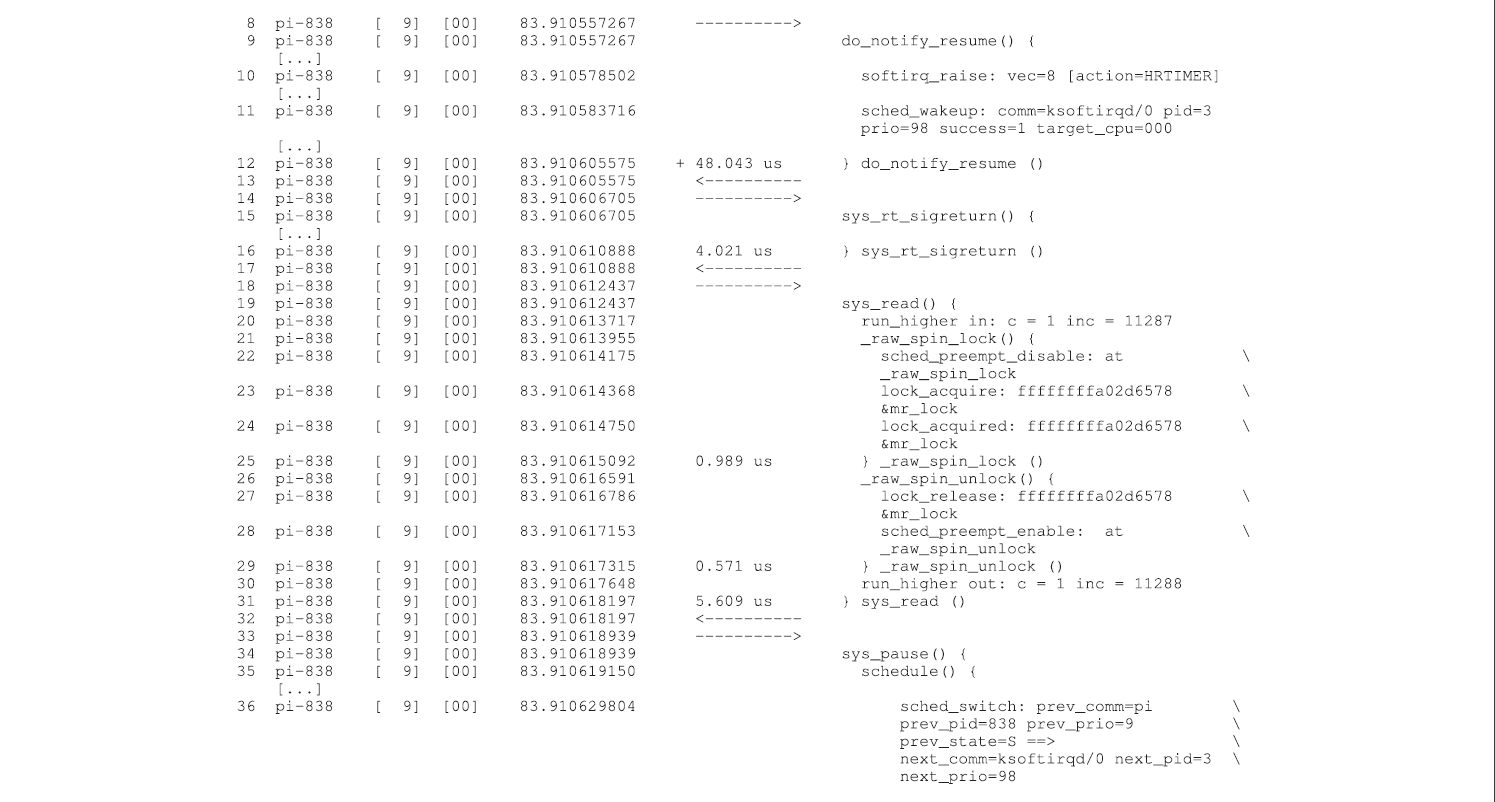 8 pi-838 [ 9] [00] 83.910557267 ---------->
9 pi-838 [ 9] [00] 83.910557267 do_notify_resume() {
[...]
10 pi-838 [ 9] [00] 83.910578502 softirq_raise: vec=8 [action=HRTIMER]
[...]
11 pi-838 [ 9] [00] 83.910583716 sched_wakeup: comm=ksoftirqd/0 pid=3
prio=98 success=1 target_cpu=000
[...]
12 pi-838 [ 9] [00] 83.910605575 + 48.043 us } do_notify_resume ()
13 pi-838 [ 9] [00] 83.910605575 <----------
14 pi-838 [ 9] [00] 83.910606705 ---------->
15 pi-838 [ 9] [00] 83.910606705 sys_rt_sigreturn() {
[...]
16 pi-838 [ 9] [00] 83.910610888 4.021 us } sys_rt_sigreturn ()
17 pi-838 [ 9] [00] 83.910610888 <----------
18 pi-838 [ 9] [00] 83.910612437 ---------->
19 pi-838 [ 9] [00] 83.910612437 sys_read() {
20 pi-838 [ 9] [00] 83.910613717 run_higher in: c = 1 inc = 11287
21 pi-838 [ 9] [00] 83.910613955 _raw_spin_lock() {
22 pi-838 [ 9] [00] 83.910614175 sched_preempt_disable: at \
_raw_spin_lock
23 pi-838 [ 9] [00] 83.910614368 lock_acquire: ffffffffa02d6578 \
&mr_lock
24 pi-838 [ 9] [00] 83.910614750 lock_acquired: ffffffffa02d6578 \
&mr_lock
25 pi-838 [ 9] [00] 83.910615092 0.989 us } _raw_spin_lock ()
26 pi-838 [ 9] [00] 83.910616591 _raw_spin_unlock() {
27 pi-838 [ 9] [00] 83.910616786 lock_release: ffffffffa02d6578 \
&mr_lock
28 pi-838 [ 9] [00] 83.910617153 sched_preempt_enable: at \
_raw_spin_unlock
29 pi-838 [ 9] [00] 83.910617315 0.571 us } _raw_spin_unlock ()
30 pi-838 [ 9] [00] 83.910617648 run_higher out: c = 1 inc = 11288
31 pi-838 [ 9] [00] 83.910618197 5.609 us } sys_read ()
32 pi-838 [ 9] [00] 83.910618197 <----------
33 pi-838 [ 9] [00] 83.910618939 ---------->
34 pi-838 [ 9] [00] 83.910618939 sys_pause() {
35 pi-838 [ 9] [00] 83.910619150 schedule() {
[...]
36 pi-838 [ 9] [00] 83.910629804 sched_switch: prev_comm=pi \
prev_pid=838 prev_prio=9 \
prev_state=S ==> \
next_comm=ksoftirqd/0 next_pid=3 \
next_prio=98